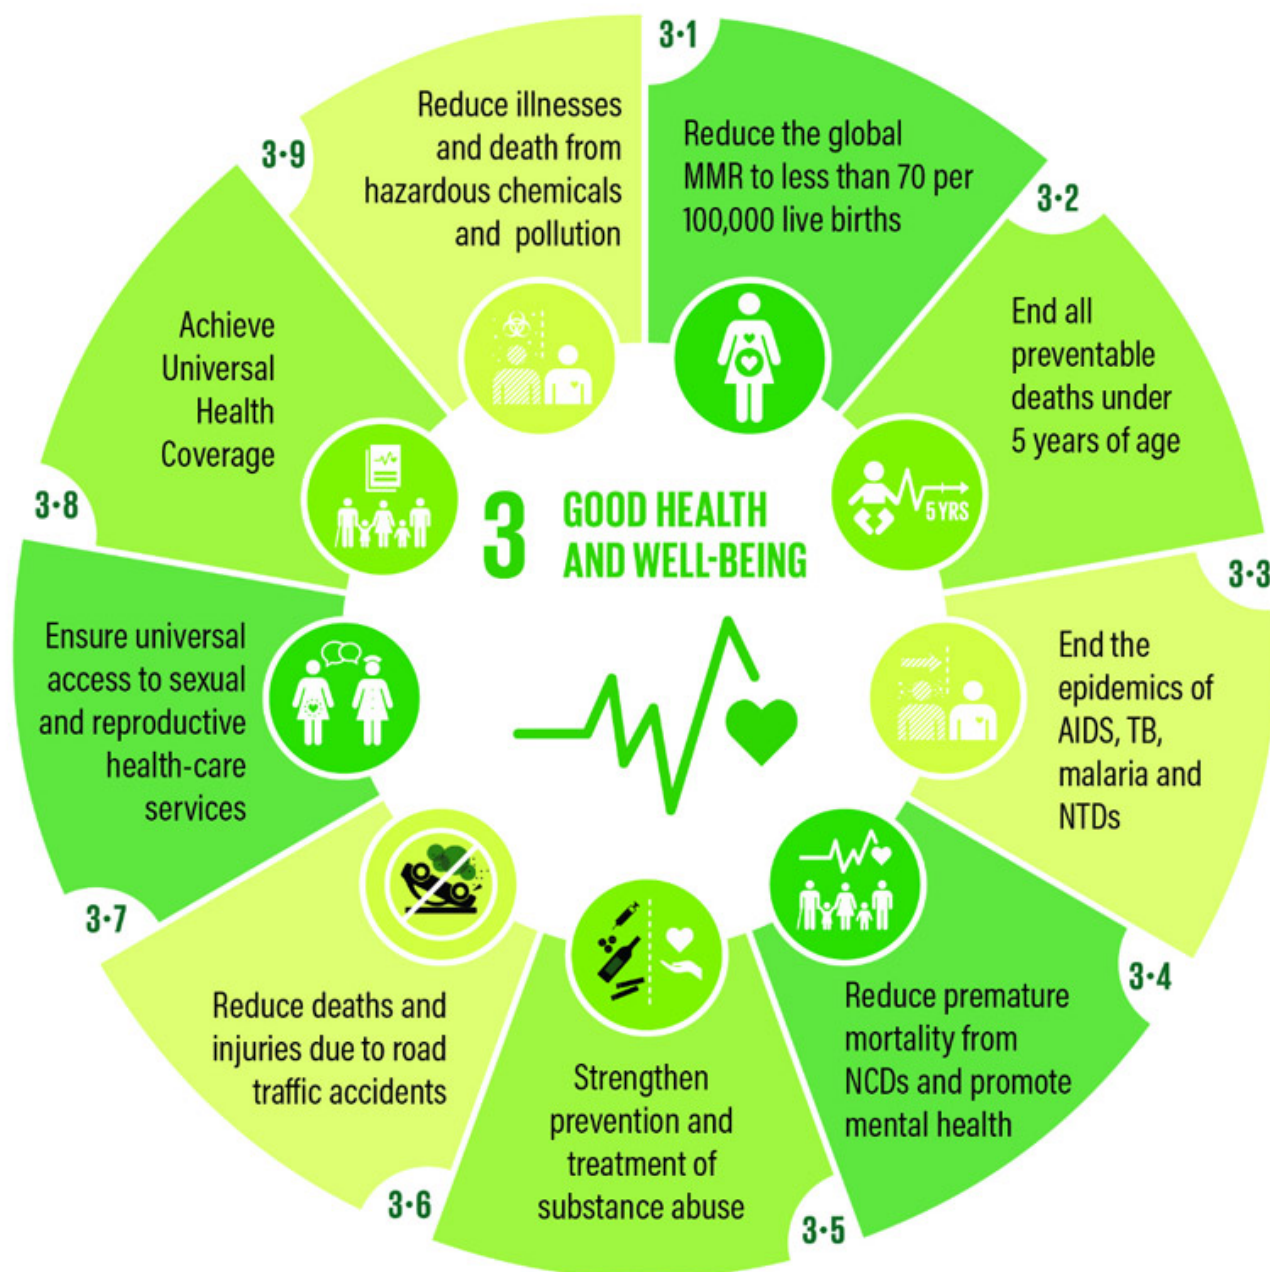 3 GOOD HEALTH
AND WELL-BEING
3·1
Reduce the global
MMR to less than 70 per
100,000 live births
3·2
End all
preventable
deaths under
5 years of age
5 YRS
3·3
End the
epidemics of
AIDS, TB,
malaria and
NTDs
3·4
Reduce premature
mortality from
NCDs and promote
mental health
3·5
Strengthen
prevention and
treatment of
substance abuse
3·6
Reduce deaths and
injuries due to road
traffic accidents
3·7
Ensure universal
access to sexual
and reproductive
health-care
services
3·8
Achieve
Universal
Health
Coverage
3·9
Reduce illnesses
and death from
hazardous chemicals
and pollution